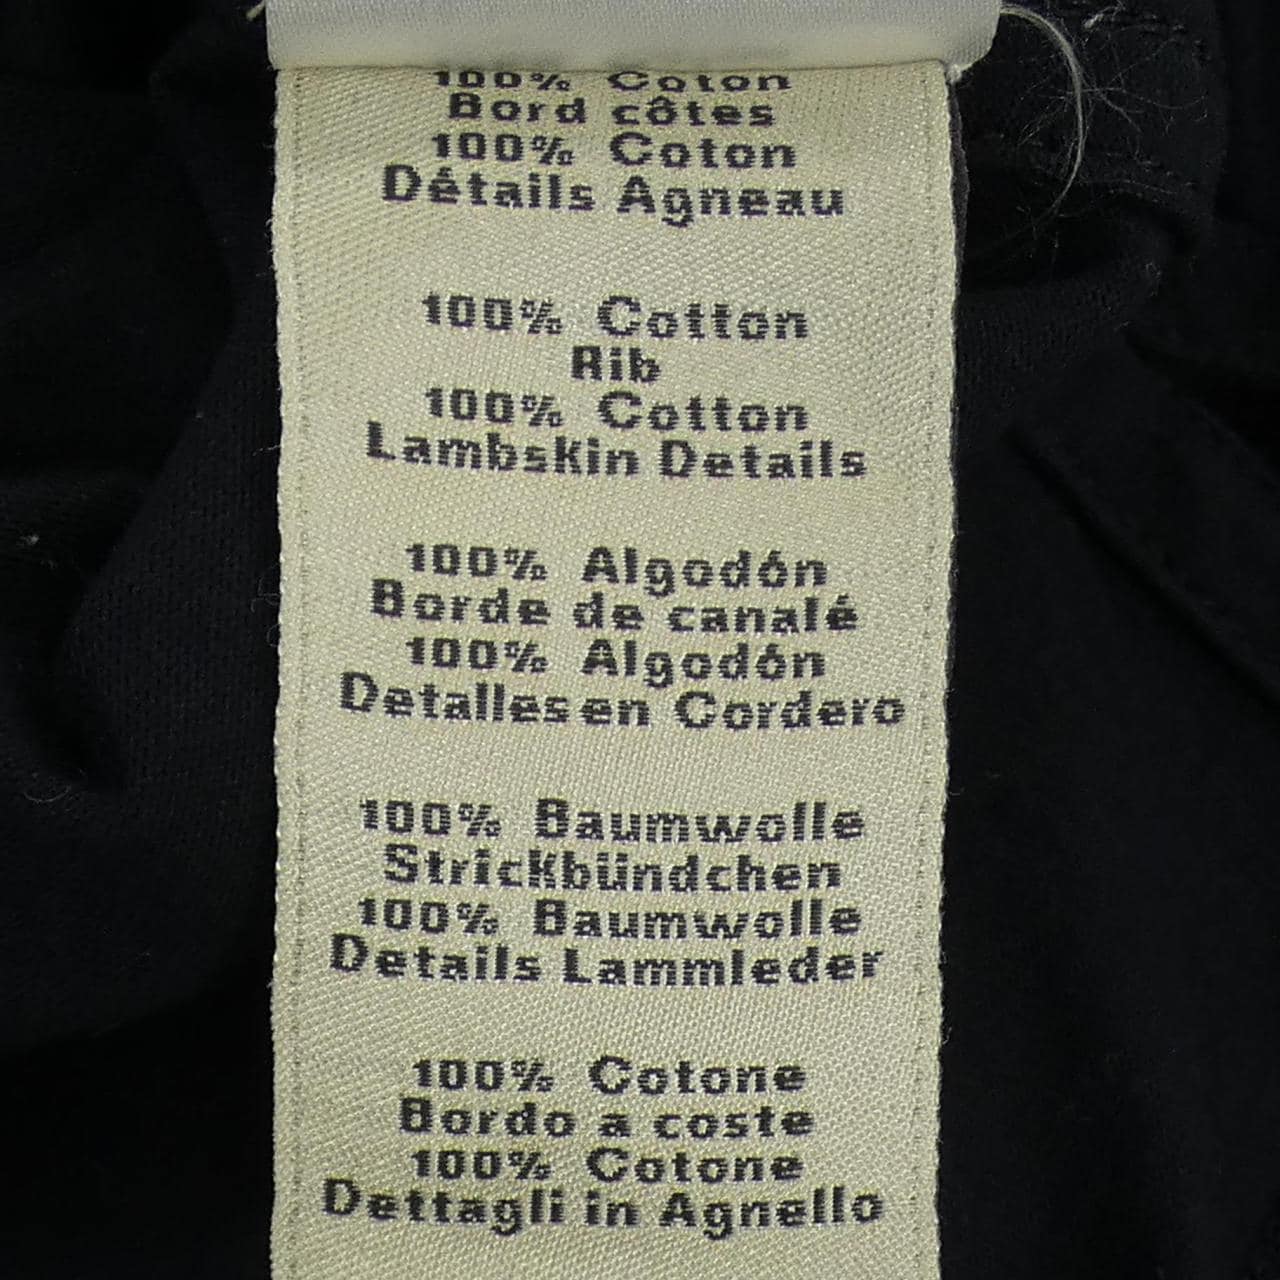 100% Coton
Bord côtes
100% Coton
Détails Agneau
100% Cotton
Rib
100% Cotton
Lambskin Details
100% Algodón
Borde de canalé
100% Algodón
Detalles en Cordero
100% Baumwolle
Strickbündchen
100% Baumwolle
Details Lammleder
100% Cotone
Bordo a coste
100% Cotone
Dettagli in Agnello